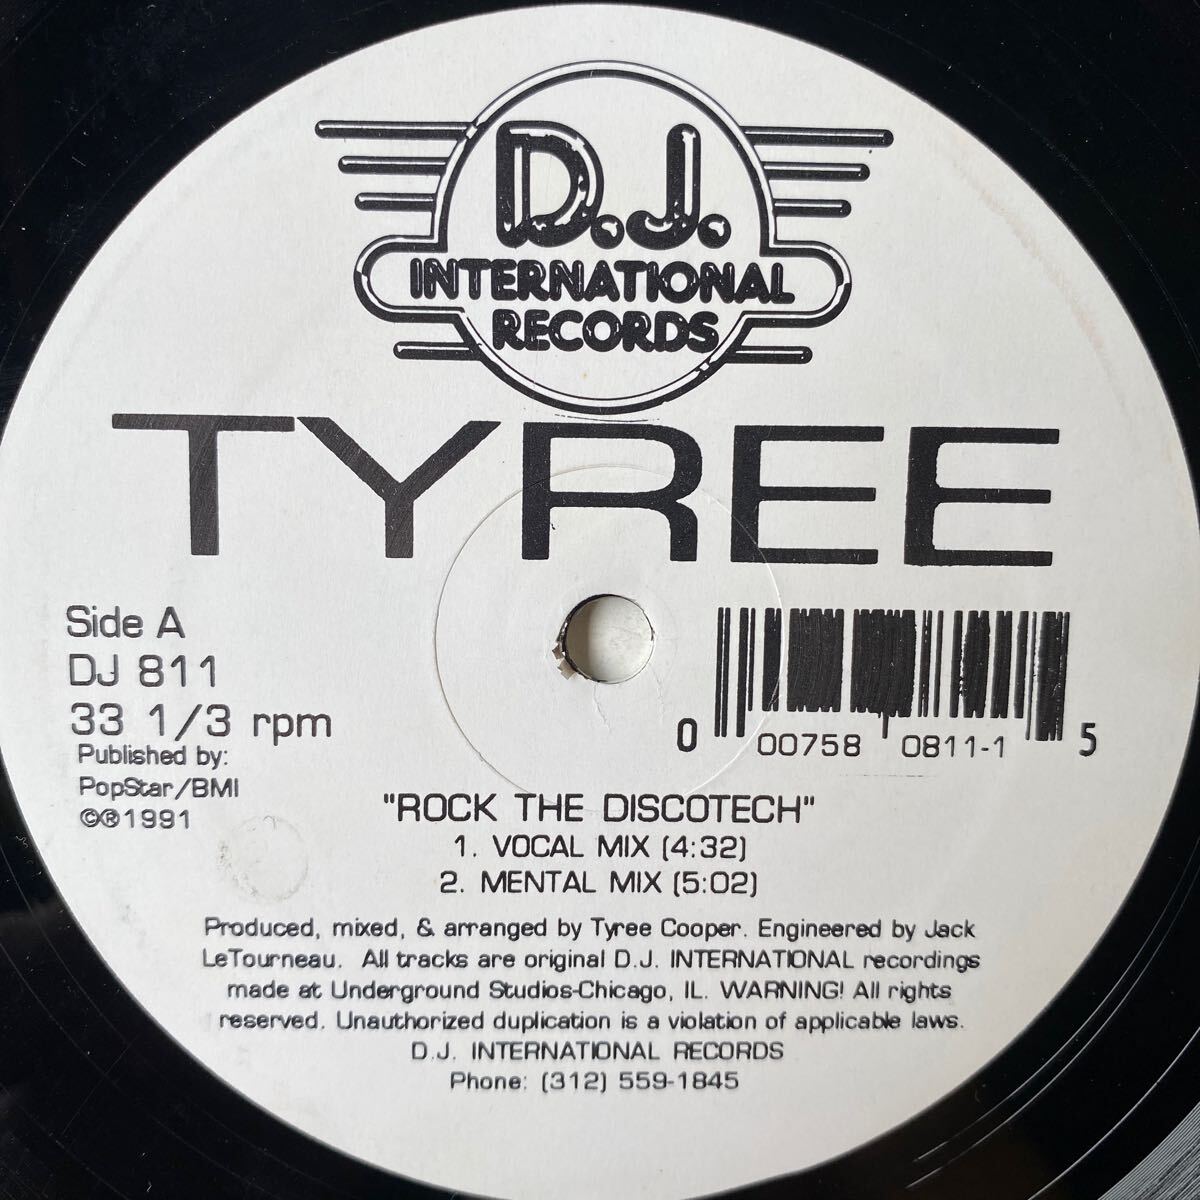 D.J.
INTERNATIONAL
RECORDS
TYREE
Side A
DJ 811
33 1/3 rpm
Published by:
PopStar/BMI
©®1991
0 00758 0811-1 5
"ROCK THE DISCOTECH"
1. VOCAL MIX (4:32)
2. MENTAL MIX (5:02)
Produced, mixed, & arranged by Tyree Cooper. Engineered by Jack
LeTourneau. All tracks are original D.J. INTERNATIONAL recordings
made at Underground Studios-Chicago, IL. WARNING! All rights
reserved. Unauthorized duplication is a violation of applicable laws.
D.J. INTERNATIONAL RECORDS
Phone: (312) 559-1845